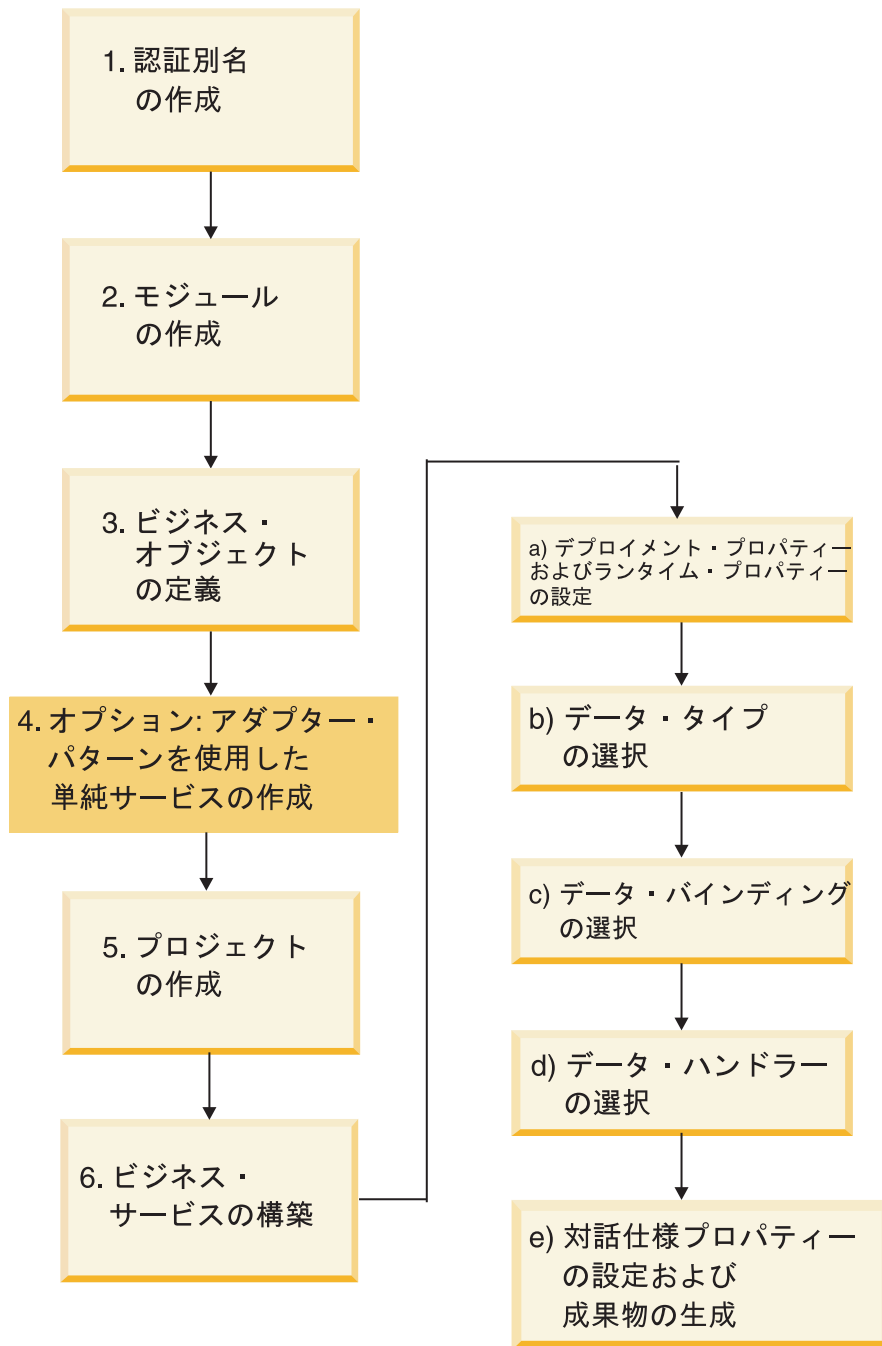 1. 認証別名
の作成
2. モジュール
の作成
3. ビジネス・
オブジェクト
の定義
4. オプション: アダプター・
パターンを使用した
単純サービスの作成
5. プロジェクト
の作成
6. ビジネス・
サービスの構築
a) デプロイメント・プロパティー
およびランタイム・プロパティー
の設定
b) データ・タイプ
の選択
c) データ・バインディング
の選択
d) データ・ハンドラー
の選択
e) 対話仕様プロパティー
の設定および
成果物の生成